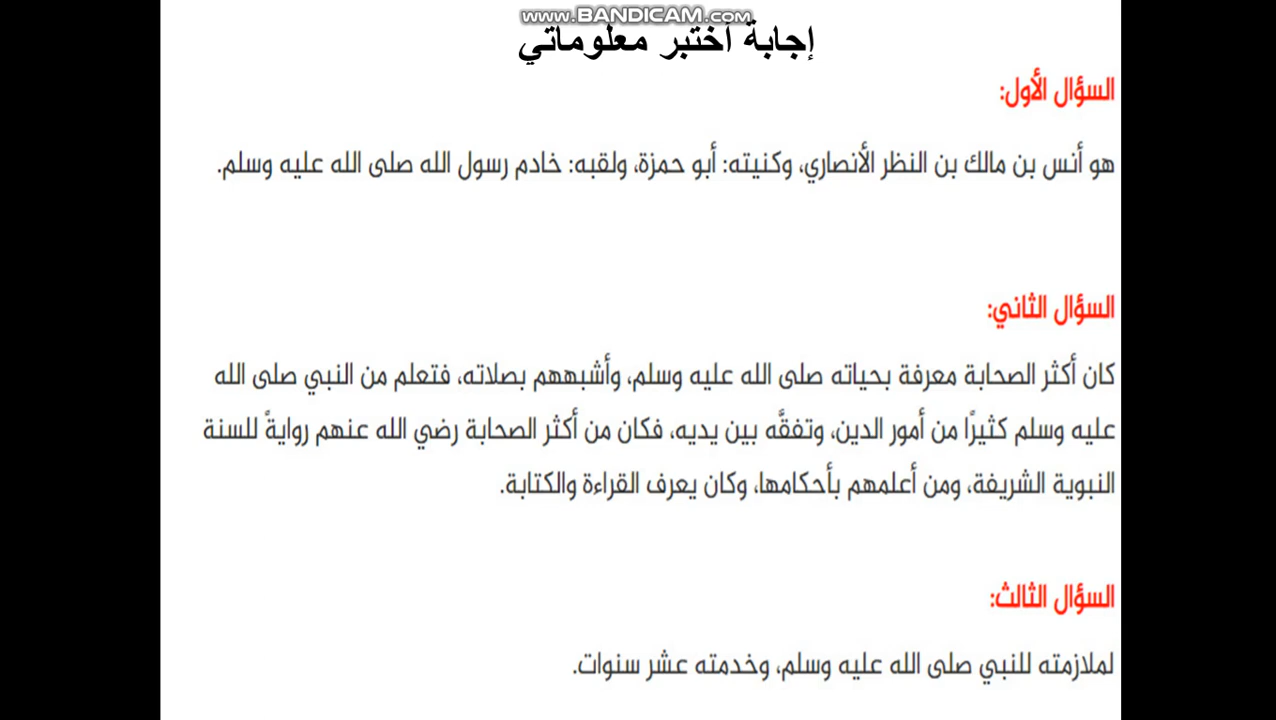 www.BANDICAM.com
إجابة أختبر معلوماتي
السؤال الأول:
هو أنس بن مالك بن النظر الأنصاري، وكنيته: أبو حمزة، ولقبه: خادم رسول الله صلى الله عليه وسلم.
السؤال الثاني:
كان أكثر الصحابة معرفة بحياته صلى الله عليه وسلم، وأشبههم بصلاته، فتعلم من النبي صلى الله
عليه وسلم كثيرًا من أمور الدين، وتفقَّه بين يديه، فكان من أكثر الصحابة رضي الله عنهم روايةً للسنة
النبوية الشريفة، ومن أعلمهم بأحكامها، وكان يعرف القراءة والكتابة.
السؤال الثالث:
لملازمته للنبي صلى الله عليه وسلم، وخدمته عشر سنوات.